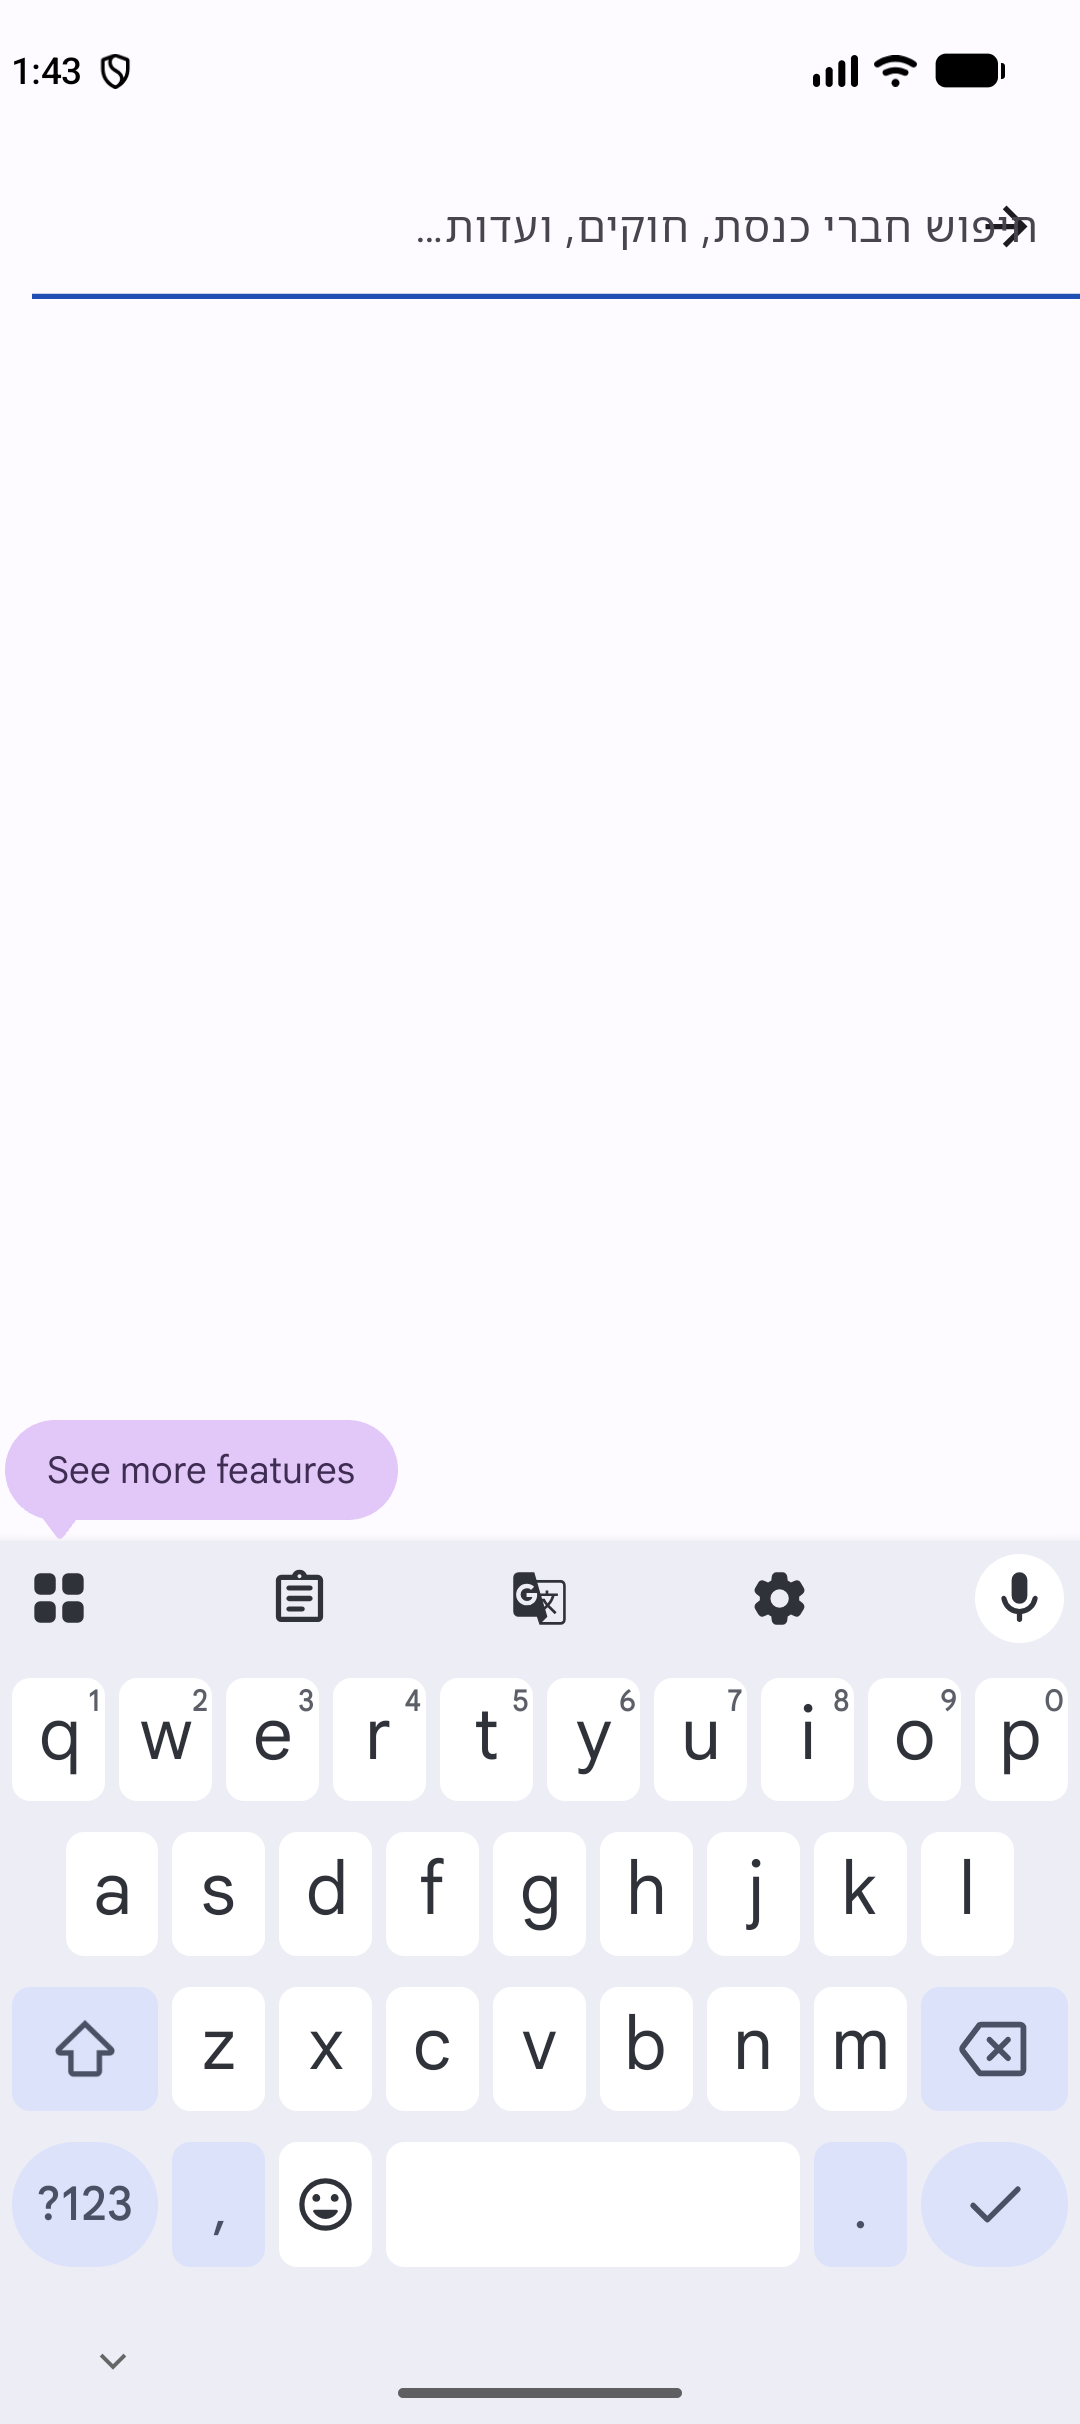 1:43
חיפוש חברי כנסת, חוקים, ועדות...
See more features
q 1 w 2 e 3 r 4 t 5 y 6 u 7 i 8 o 9 p 0
a s d f g h j k l
z x c v b n m
?123 , .